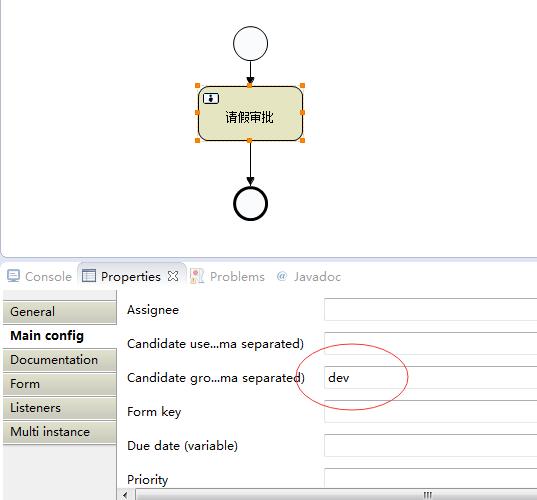 请假审批
Console Properties Problems @ Javadoc
General
Main config
Documentation
Form
Listeners
Multi instance
Assignee
Candidate use...ma separated)
Candidate gro...ma separated) dev
Form key
Due date (variable)
Priority